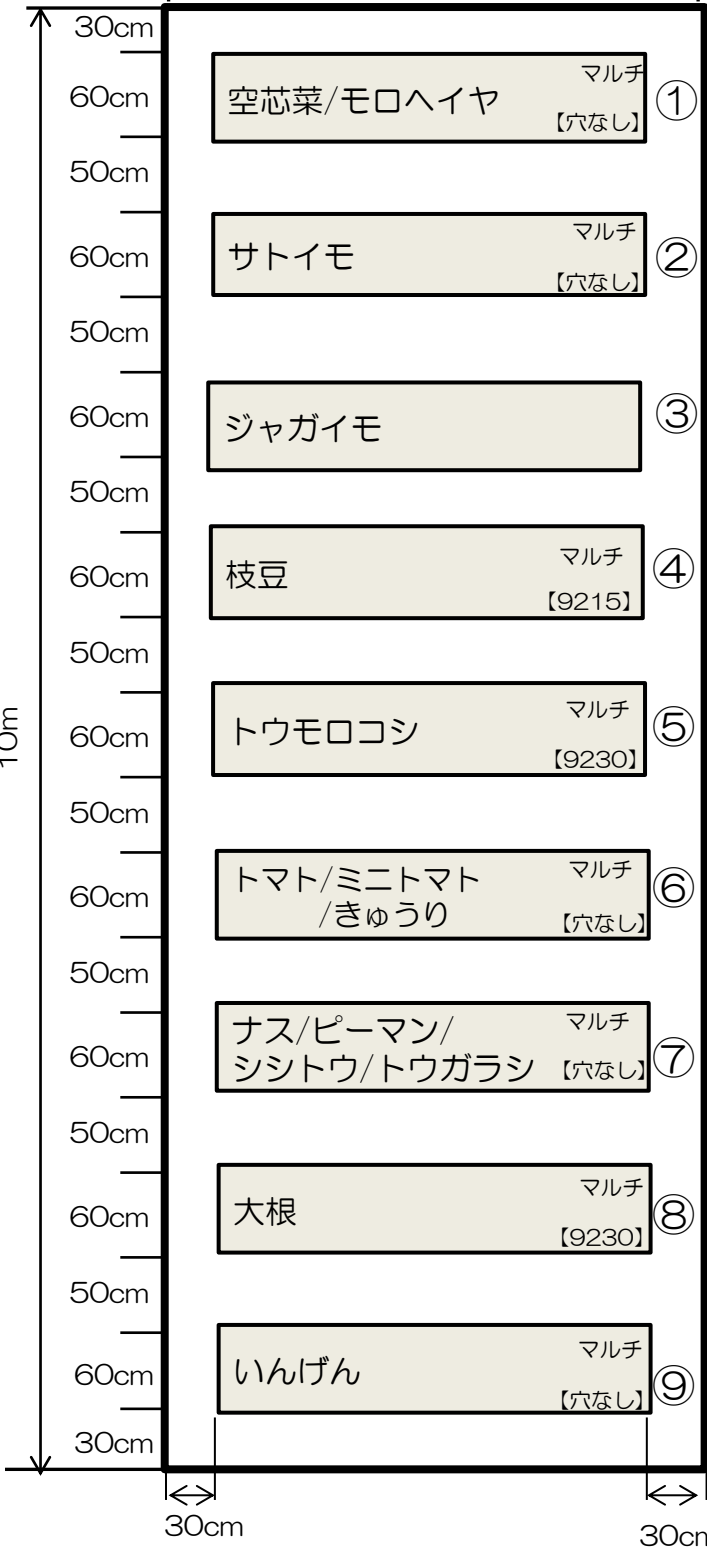 30cm
空芯菜/モロヘイヤ
マルチ
【穴なし】
①
60cm
50cm
サトイモ
マルチ
【穴なし】
②
60cm
50cm
ジャガイモ
③
60cm
50cm
枝豆
マルチ
【9215】
④
60cm
50cm
トウモロコシ
マルチ
【9230】
⑤
10m
60cm
50cm
トマト/ミニトマト
/きゅうり
マルチ
【穴なし】
⑥
60cm
50cm
ナス/ピーマン/
シシトウ/トウガラシ
マルチ
【穴なし】
⑦
60cm
50cm
大根
マルチ
【9230】
⑧
60cm
50cm
いんげん
マルチ
【穴なし】
⑨
60cm
30cm
30cm
30cm